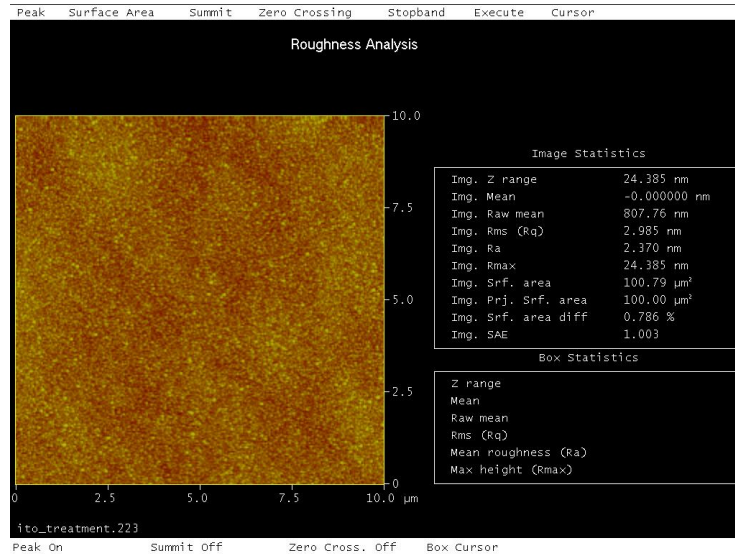 Peak Surface Area Summit Zero Crossing Stopband Execute Cursor
Roughness Analysis
10.0
7.5
5.0
2.5
0
0 2.5 5.0 7.5 10.0 µm
ito_treatment.223
Image Statistics
Img. Z range 24.385 nm
Img. Mean -0.000000 nm
Img. Raw mean 807.76 nm
Img. Rms (Rq) 2.985 nm
Img. Ra 2.370 nm
Img. Rmax 24.385 nm
Img. Srf. area 100.79 µm²
Img. Prj. Srf. area 100.00 µm²
Img. Srf. area diff 0.786 %
Img. SAE 1.003
Box Statistics
Z range
Mean
Raw mean
Rms (Rq)
Mean roughness (Ra)
Max height (Rmax)
Peak On Summit Off Zero Cross. Off Box Cursor